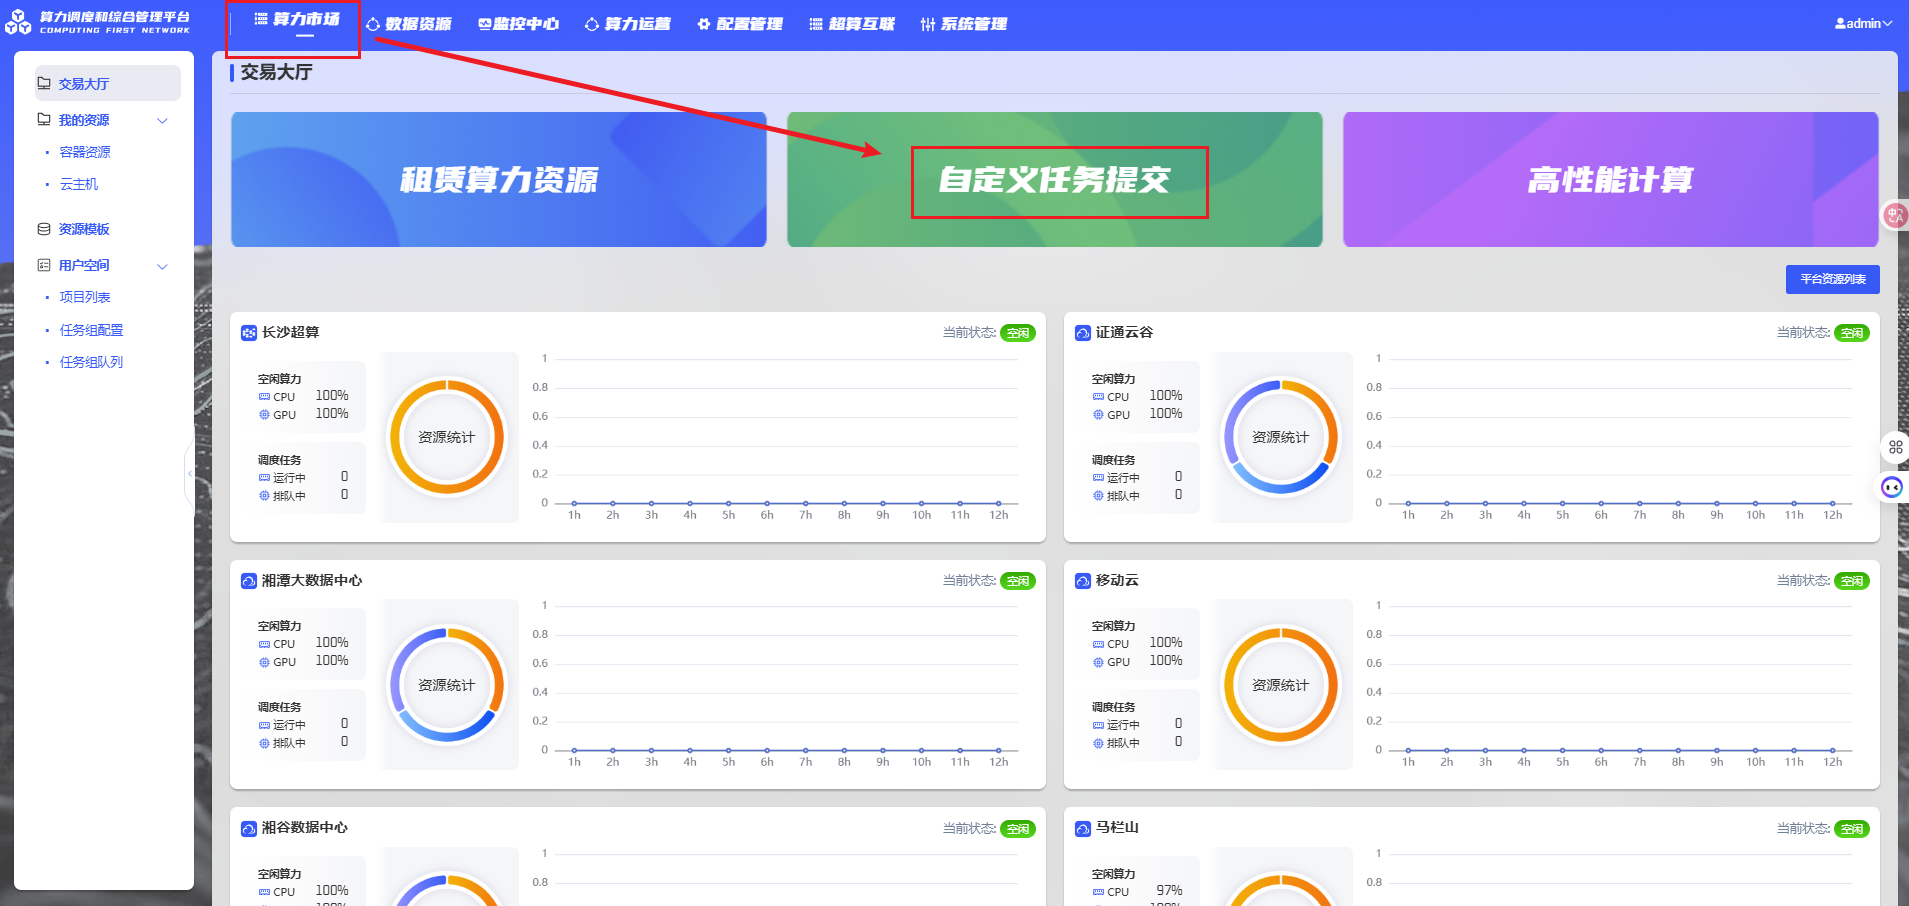 算力调度和综合管理平台
COMPUTING FIRST NETWORK
算力市场
数据资源
监控中心
算力运营
配置管理
超算互联
系统管理
admin
交易大厅
我的资源
容器资源
云主机
资源模板
用户空间
项目列表
任务组配置
任务组队列
交易大厅
租赁算力资源
自定义任务提交
高性能计算
平台资源列表
长沙超算
当前状态: 空闲
空闲算力
CPU 100%
GPU 100%
调度任务
运行中 0
排队中 0
资源统计
1
0.8
0.6
0.4
0.2
0
1h 2h 3h 4h 5h 6h 7h 8h 9h 10h 11h 12h
证通云谷
当前状态: 空闲
空闲算力
CPU 100%
GPU 100%
调度任务
运行中 0
排队中 0
资源统计
1
0.8
0.6
0.4
0.2
0
1h 2h 3h 4h 5h 6h 7h 8h 9h 10h 11h 12h
湘潭大数据中心
当前状态: 空闲
空闲算力
CPU 100%
GPU 100%
调度任务
运行中 0
排队中 0
资源统计
1
0.8
0.6
0.4
0.2
0
1h 2h 3h 4h 5h 6h 7h 8h 9h 10h 11h 12h
移动云
当前状态: 空闲
空闲算力
CPU 100%
GPU 100%
调度任务
运行中 0
排队中 0
资源统计
1
0.8
0.6
0.4
0.2
0
1h 2h 3h 4h 5h 6h 7h 8h 9h 10h 11h 12h
湘谷数据中心
当前状态: 空闲
空闲算力
CPU 100%
1
0.8
马栏山
当前状态: 空闲
空闲算力
CPU 97%
1
0.8